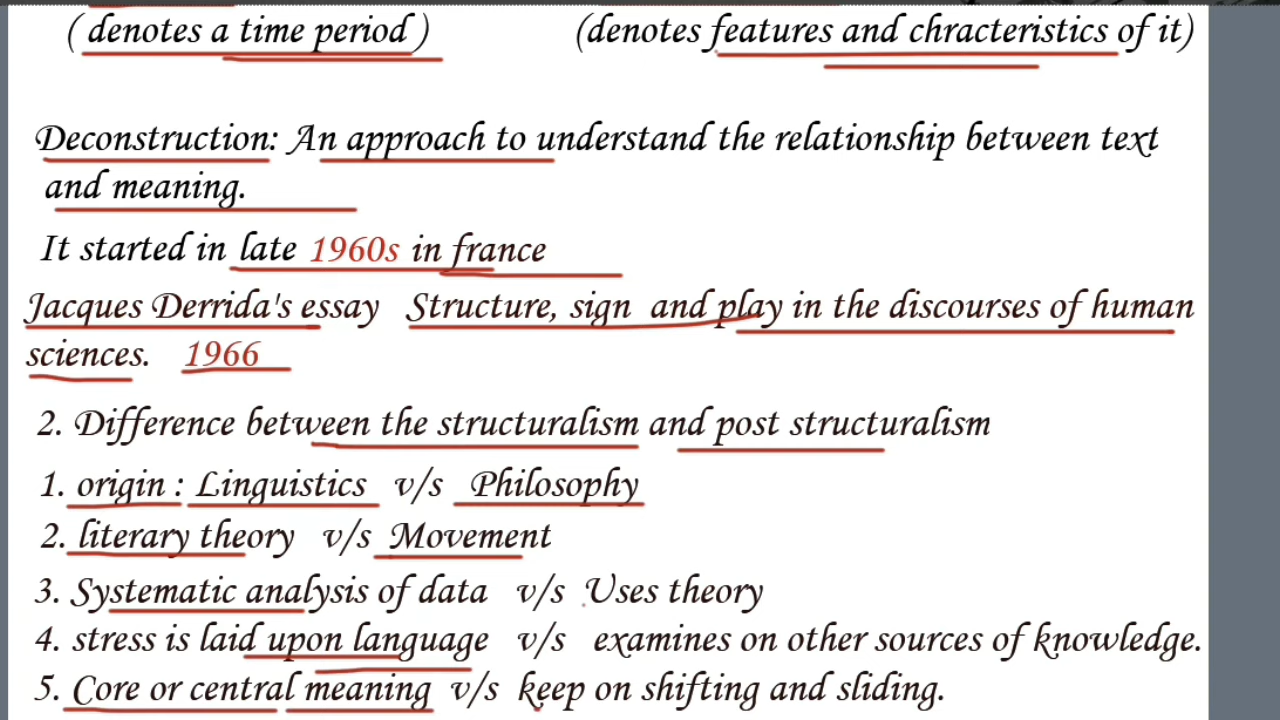 ( denotes a time period ) (denotes features and chracteristics of it)
Deconstruction: An approach to understand the relationship between text
and meaning.
It started in late 1960s in france
Jacques Derrida's essay Structure, sign and play in the discourses of human
sciences. 1966
2. Difference between the structuralism and post structuralism
1. origin : Linguistics v/s Philosophy
2. literary theory v/s Movement
3. Systematic analysis of data v/s Uses theory
4. stress is laid upon language v/s examines on other sources of knowledge.
5. Core or central meaning v/s keep on shifting and sliding.